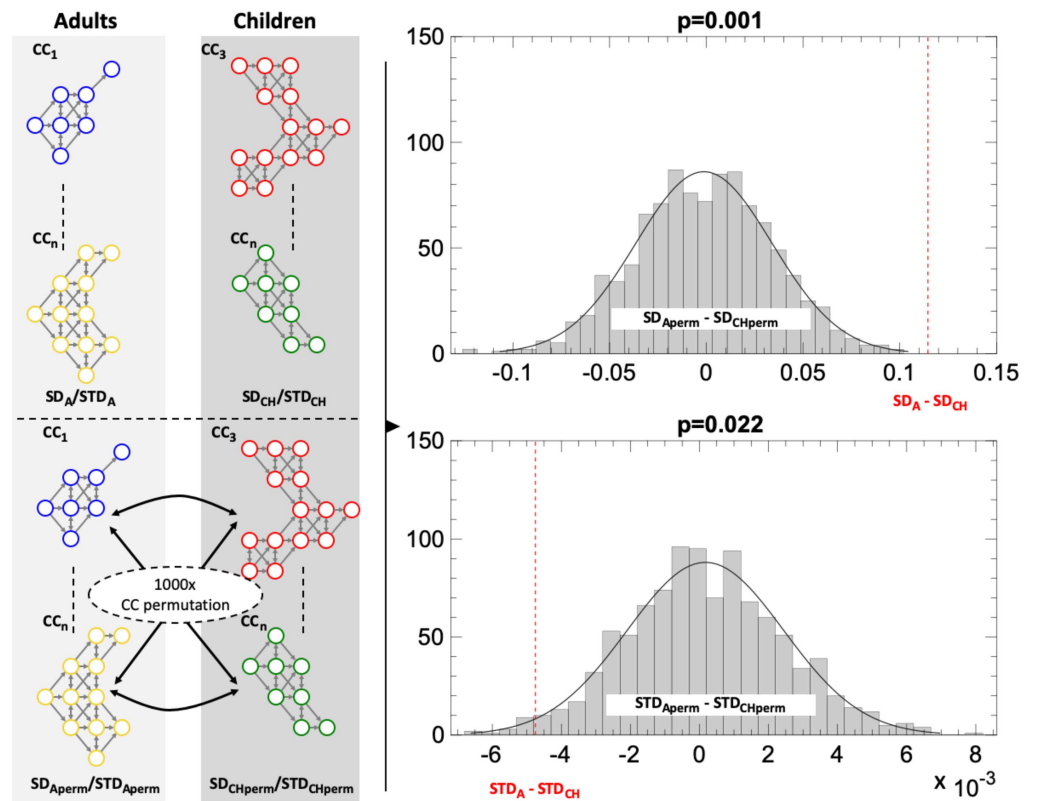 Adults
Children
CC1
CC3
CCn
CCn
SDA/STDA
SDCH/STDCH
CC1
CC3
1000x
CC permutation
CCn
CCn
SDAperm/STDAperm
SDCHperm/STDCHperm
p=0.001
150
100
50
0
SDAperm - SDCHperm
-0.1
-0.05
0
0.05
0.1
0.15
SDA - SDCH
p=0.022
150
100
50
0
STDAperm - STDCHperm
-6
-4
-2
0
2
4
6
8
STDA - STDCH
x 10-3